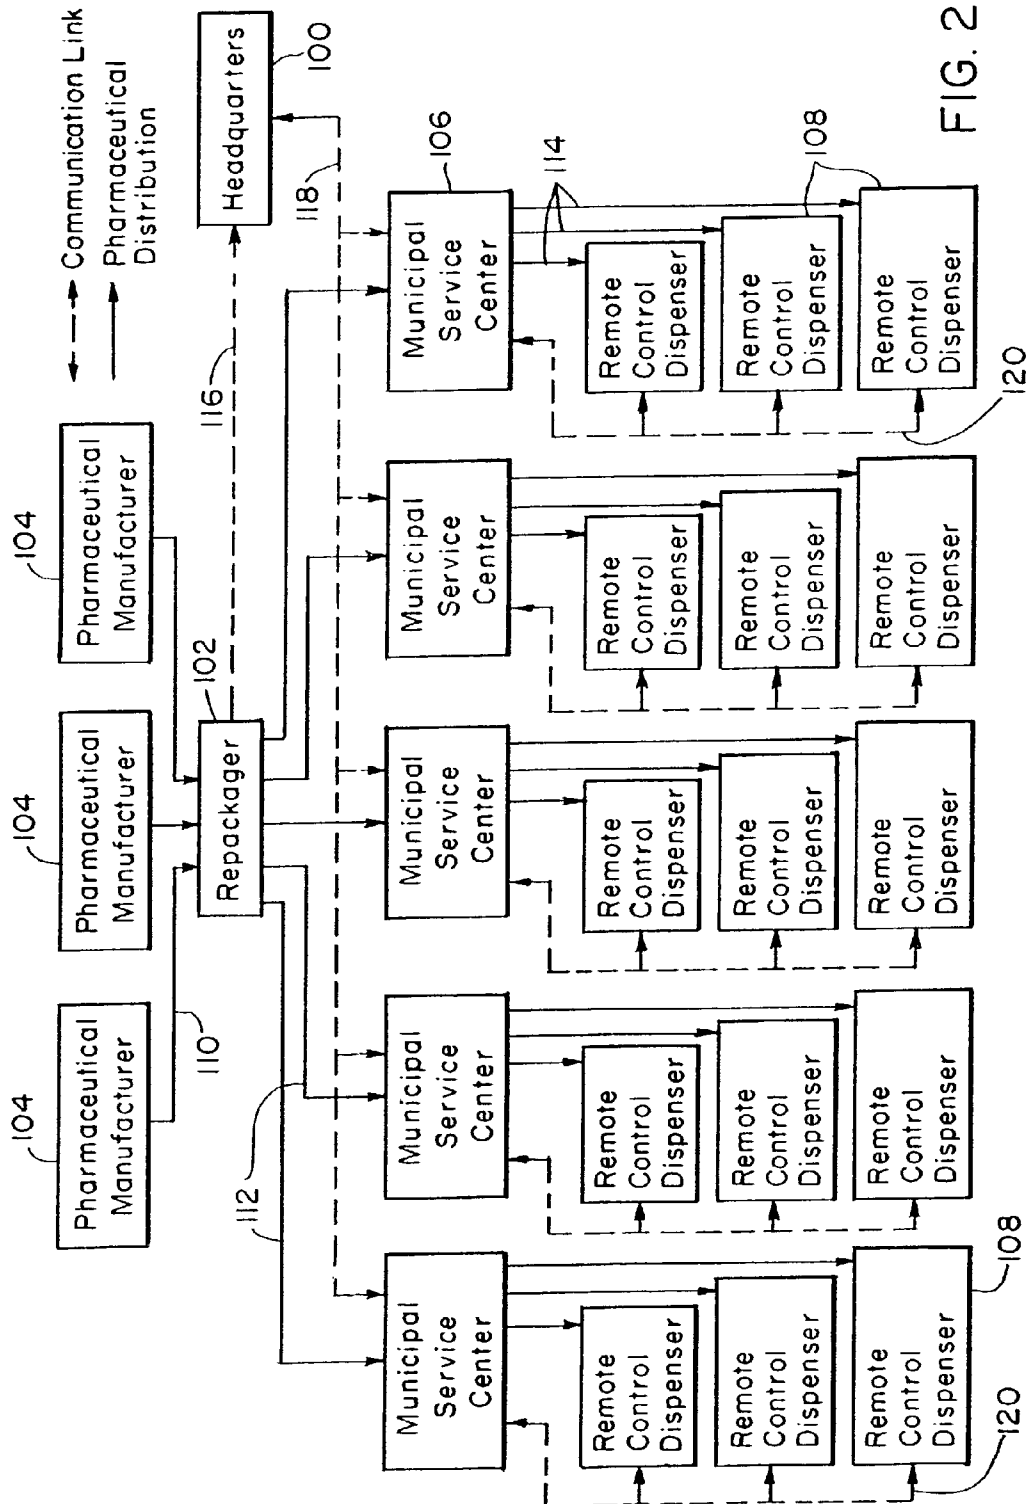 104
Pharmaceutical
Manufacturer
104
Pharmaceutical
Manufacturer
104
Pharmaceutical
Manufacturer
Communication Link
Pharmaceutical
Distribution
110
102
Repackager
116
Headquarters
100
112
118
Municipal
Service
Center
Municipal
Service
Center
Municipal
Service
Center
Municipal
Service
Center
Municipal
Service
Center
106
114
Remote
Control
Dispenser
Remote
Control
Dispenser
Remote
Control
Dispenser
Remote
Control
Dispenser
Remote
Control
Dispenser
Remote
Control
Dispenser
Remote
Control
Dispenser
Remote
Control
Dispenser
Remote
Control
Dispenser
Remote
Control
Dispenser
108
Remote
Control
Dispenser
Remote
Control
Dispenser
Remote
Control
Dispenser
Remote
Control
Dispenser
Remote
Control
Dispenser
120
108
120
FIG. 2